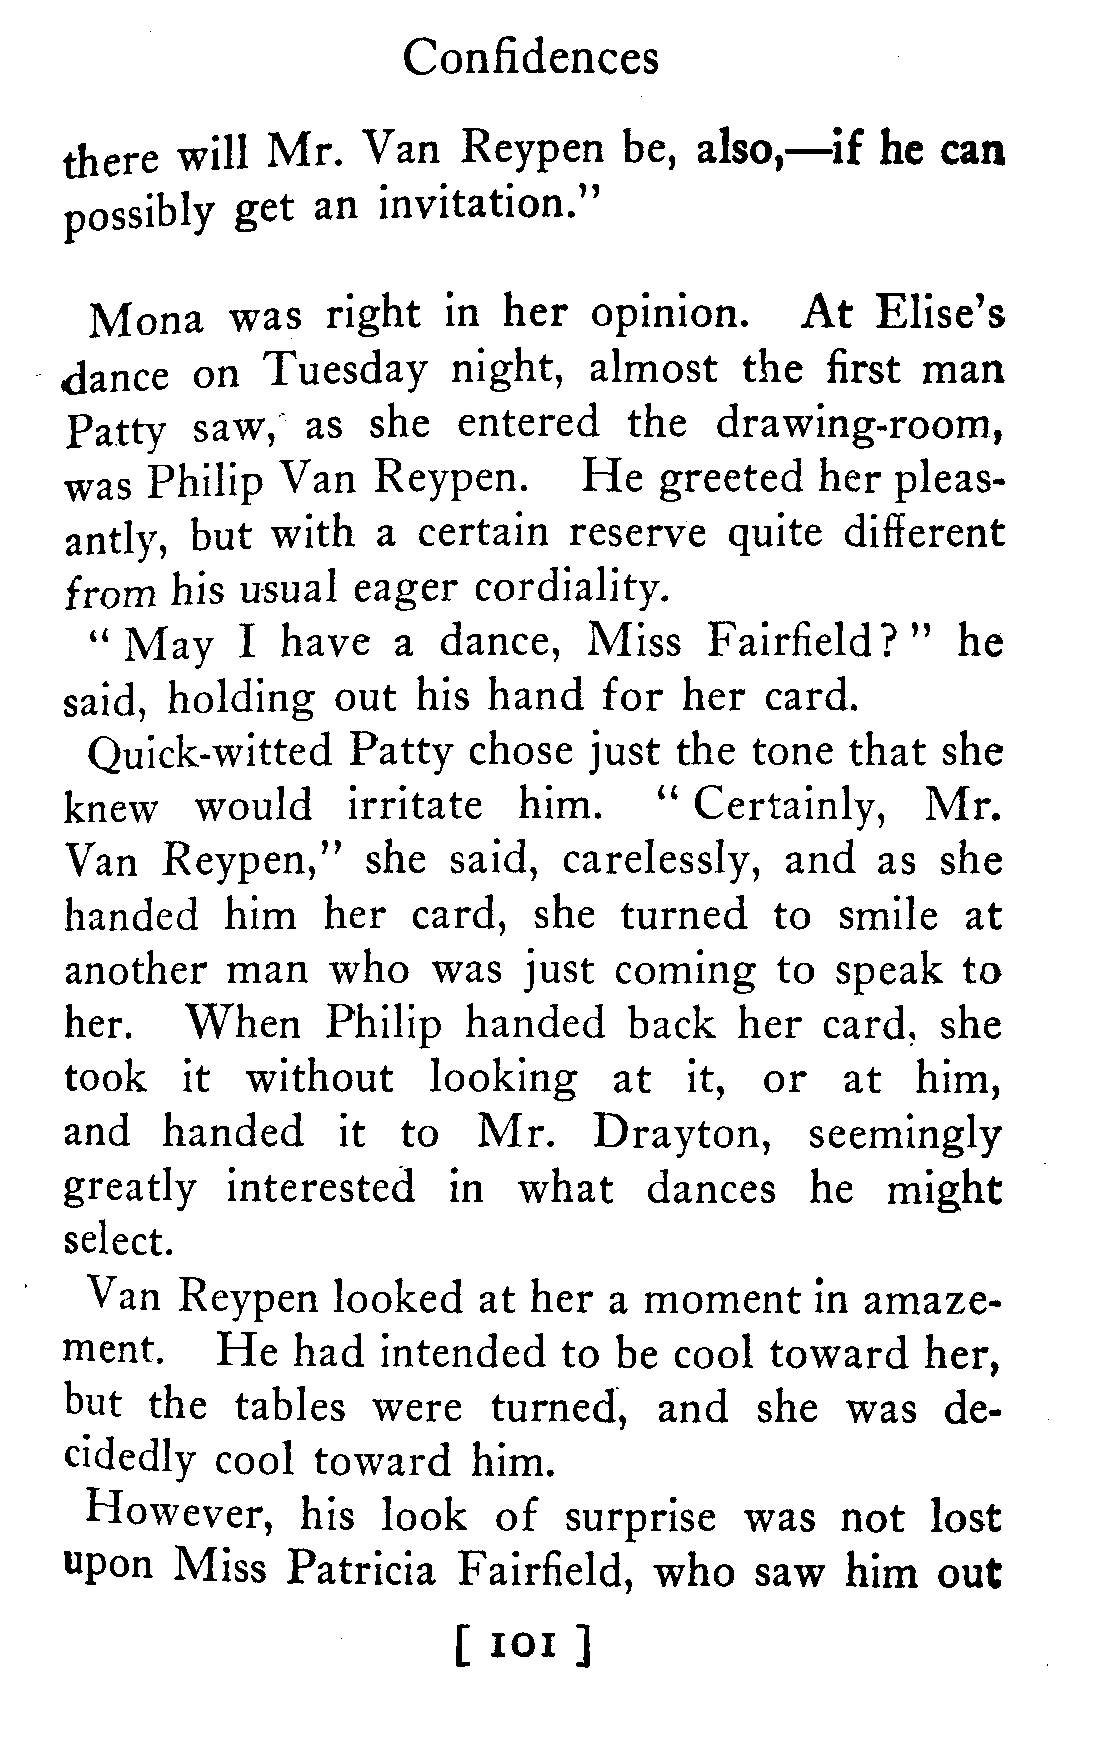 Confidences
there will Mr. Van Reypen be, also,—if he can
possibly get an invitation."
Mona was right in her opinion. At Elise's
dance on Tuesday night, almost the first man
Patty saw, as she entered the drawing-room,
was Philip Van Reypen. He greeted her pleas-
antly, but with a certain reserve quite different
from his usual eager cordiality.
" May I have a dance, Miss Fairfield? " he
said, holding out his hand for her card.
Quick-witted Patty chose just the tone that she
knew would irritate him. " Certainly, Mr.
Van Reypen," she said, carelessly, and as she
handed him her card, she turned to smile at
another man who was just coming to speak to
her. When Philip handed back her card, she
took it without looking at it, or at him,
and handed it to Mr. Drayton, seemingly
greatly interested in what dances he might
select.
Van Reypen looked at her a moment in amaze-
ment. He had intended to be cool toward her,
but the tables were turned, and she was de-
cidedly cool toward him.
However, his look of surprise was not lost
upon Miss Patricia Fairfield, who saw him out
[ 101 ]